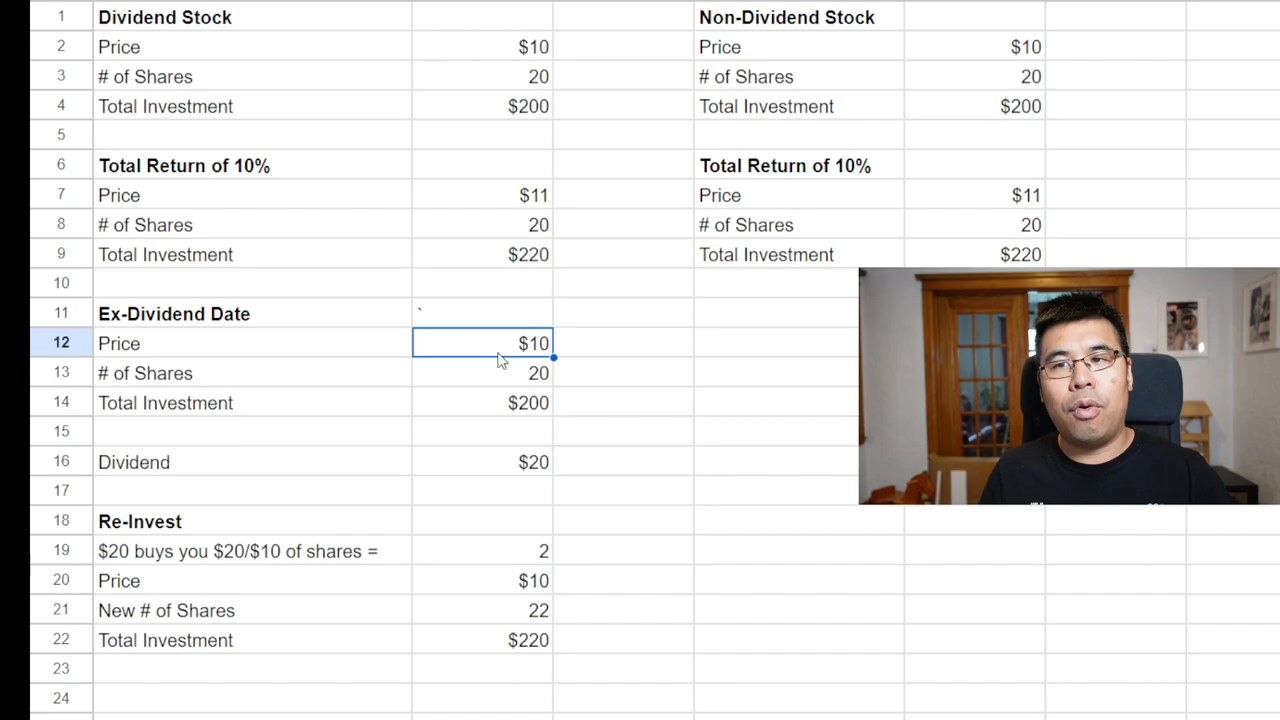 1 Dividend Stock Non-Dividend Stock
2 Price $10 Price $10
3 # of Shares 20 # of Shares 20
4 Total Investment $200 Total Investment $200
5
6 Total Return of 10% Total Return of 10%
7 Price $11 Price $11
8 # of Shares 20 # of Shares 20
9 Total Investment $220 Total Investment $220
10
11 Ex-Dividend Date `
12 Price $10
13 # of Shares 20
14 Total Investment $200
15
16 Dividend $20
17
18 Re-Invest
19 $20 buys you $20/$10 of shares = 2
20 Price $10
21 New # of Shares 22
22 Total Investment $220
23
24